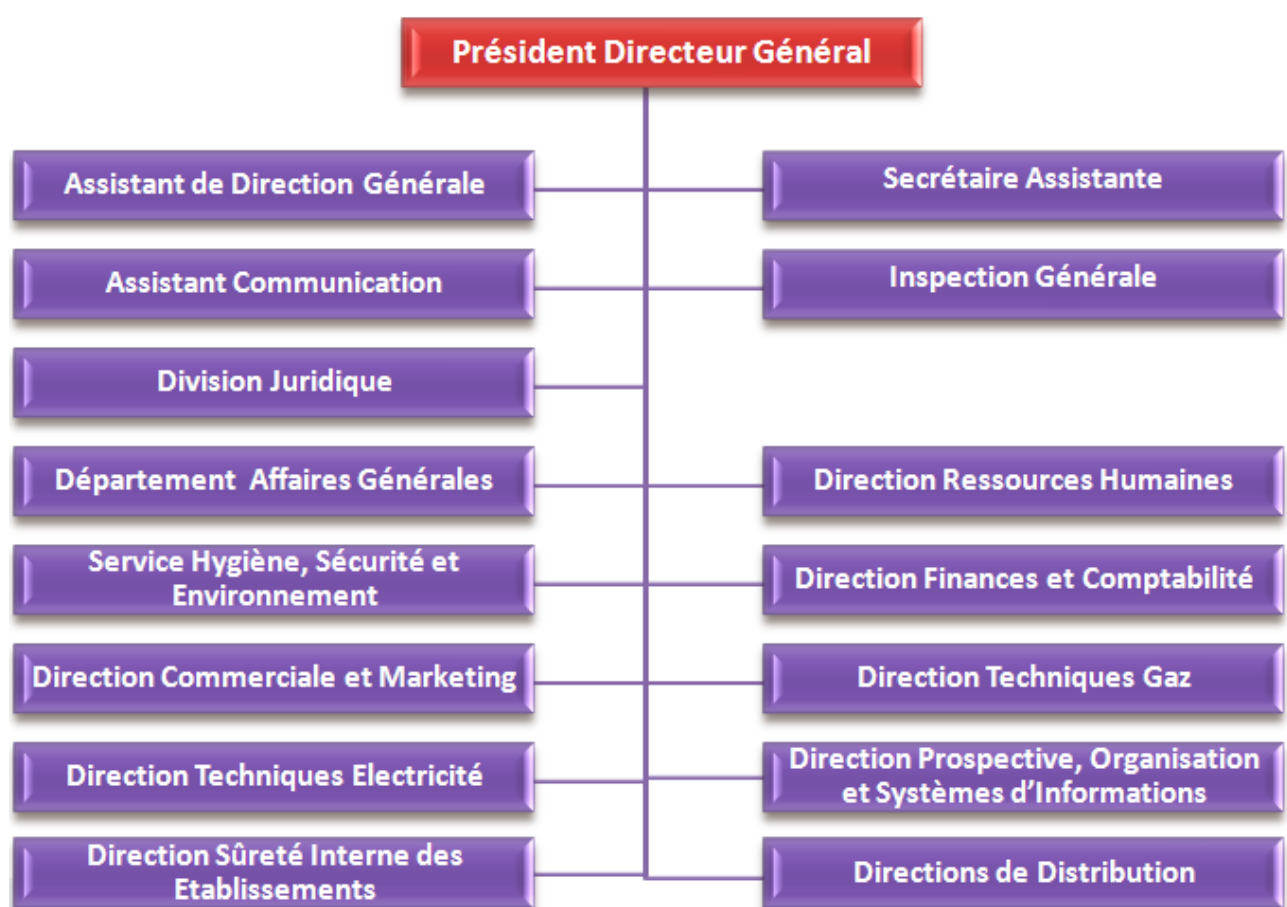 Président Directeur Général
Assistant de Direction Générale
Secrétaire Assistante
Assistant Communication
Inspection Générale
Division Juridique
Département Affaires Générales
Direction Ressources Humaines
Service Hygiène, Sécurité et
Environnement
Direction Finances et Comptabilité
Direction Commerciale et Marketing
Direction Techniques Gaz
Direction Techniques Electricité
Direction Prospective, Organisation
et Systèmes d’Informations
Direction Sûreté Interne des
Etablissements
Directions de Distribution